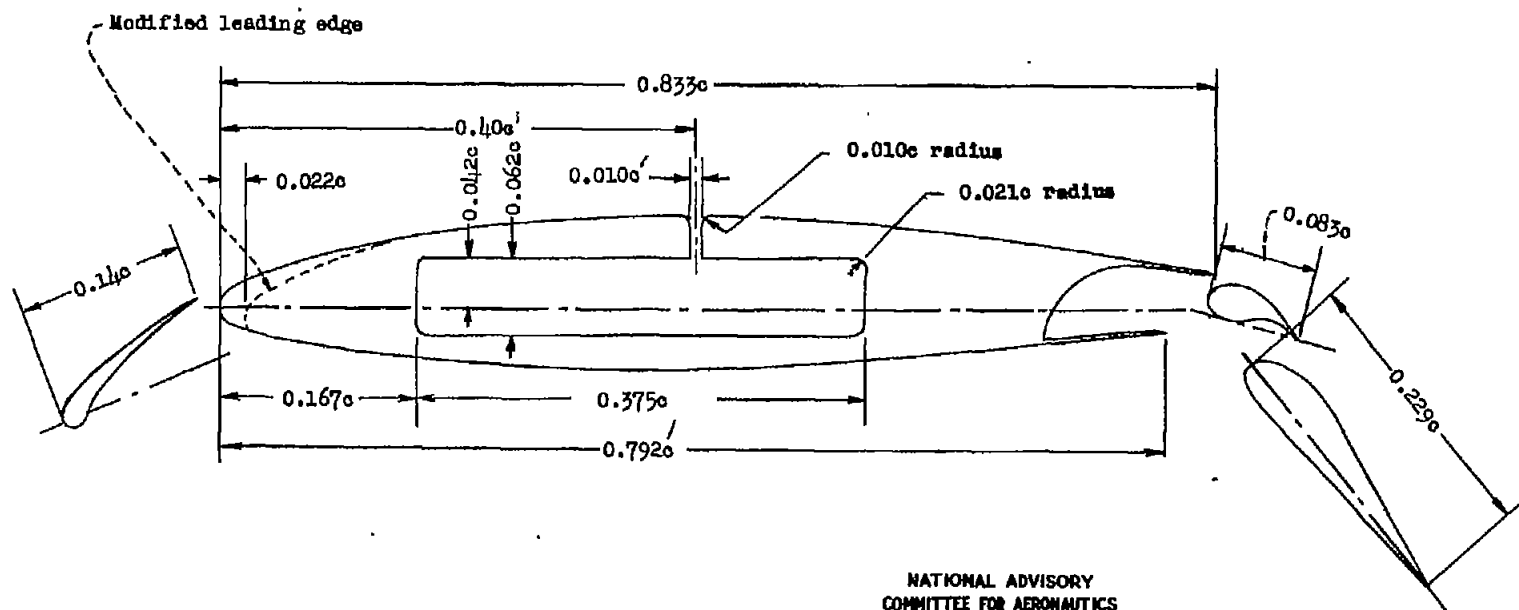 Modified leading edge
0.833c
0.40c'
0.042c
0.062c
0.010c'
0.010c radius
0.022c
0.021c radius
0.083c
0.14c
0.229c
0.167c
0.375c
0.792c'
NATIONAL ADVISORY
COMMITTEE FOR AERONAUTICS